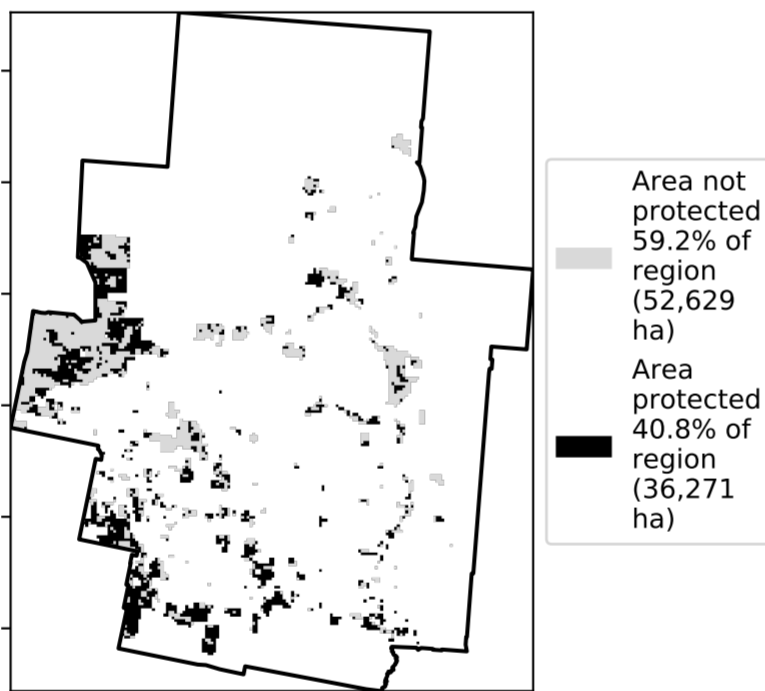 Area not
protected
59.2% of
region
(52,629
ha)
Area
protected
40.8% of
region
(36,271
ha)